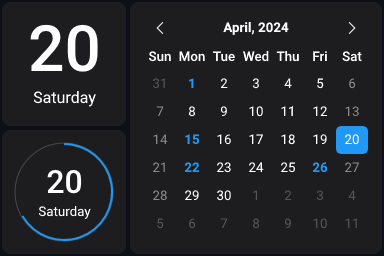 20
Saturday
20
Saturday
April, 2024
Sun Mon Tue Wed Thu Fri Sat
31 1 2 3 4 5 6
7 8 9 10 11 12 13
14 15 16 17 18 19 20
21 22 23 24 25 26 27
28 29 30 1 2 3 4
5 6 7 8 9 10 11